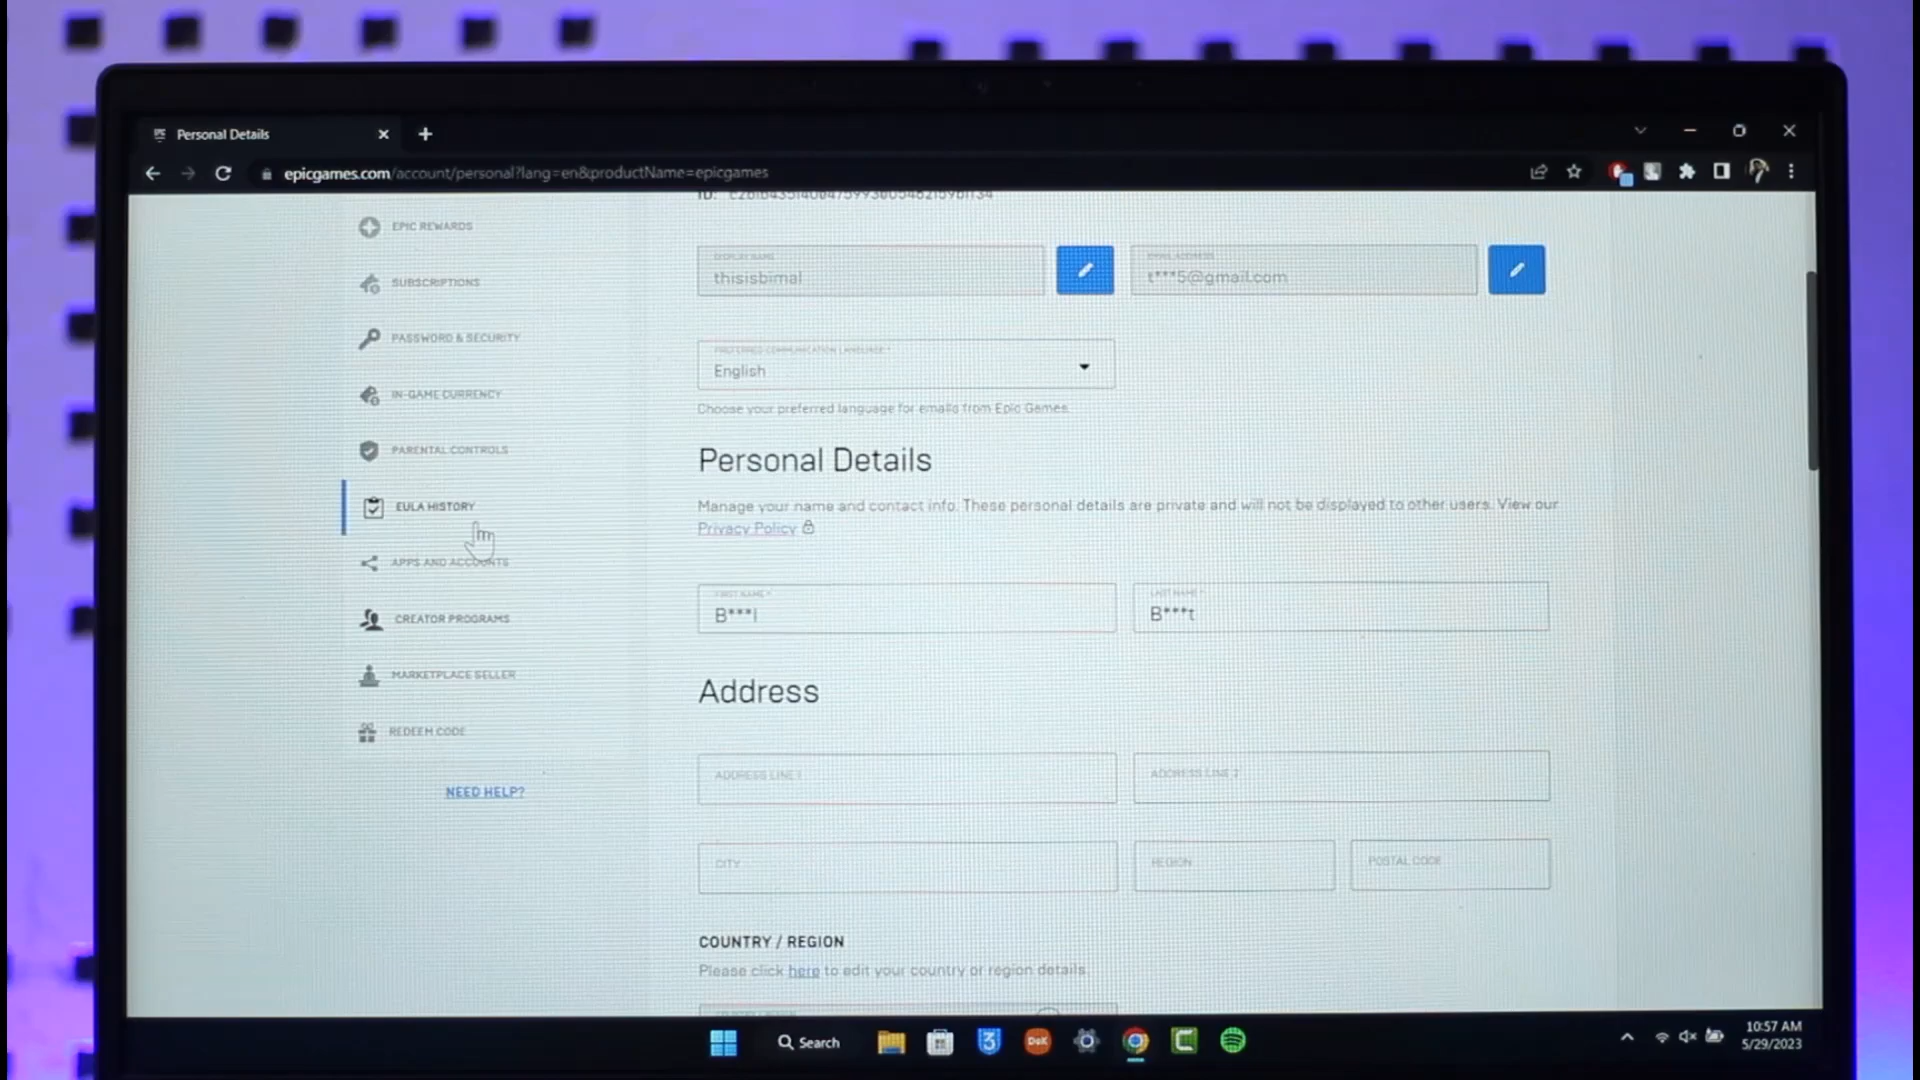 Personal Details
epicgames.com/account/personal?lang=en&productName=epicgames
EPIC REWARDS
SUBSCRIPTIONS
PASSWORD & SECURITY
IN-GAME CURRENCY
PARENTAL CONTROLS
EULA HISTORY
APPS AND ACCOUNTS
CREATOR PROGRAMS
MARKETPLACE SELLER
REDEEM CODE
NEED HELP?
ID:
DISPLAY NAME
thisisbimal
EMAIL ADDRESS
t***5@gmail.com
PREFERRED COMMUNICATION LANGUAGE *
English
Choose your preferred language for emails from Epic Games.
Personal Details
Manage your name and contact info. These personal details are private and will not be displayed to other users. View our
Privacy Policy
FIRST NAME *
B***l
LAST NAME *
B***t
Address
ADDRESS LINE 1
ADDRESS LINE 2
CITY
REGION
POSTAL CODE
COUNTRY / REGION
Please click here to edit your country or region details.
Search
3
DeK
10:57 AM
5/29/2023